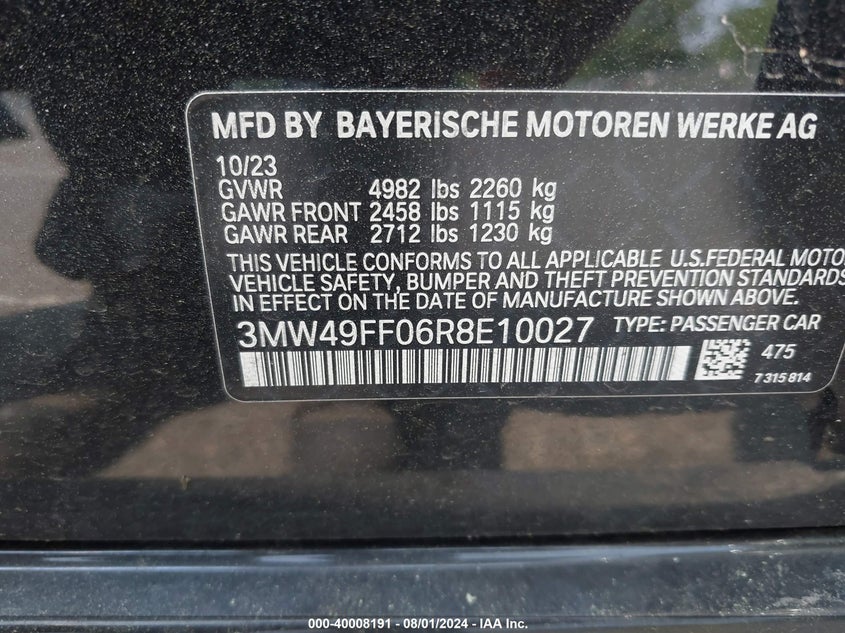 MFD BY BAYERISCHE MOTOREN WERKE AG
10/23
GVWR 4982 lbs 2260 kg
GAWR FRONT 2458 lbs 1115 kg
GAWR REAR 2712 lbs 1230 kg
THIS VEHICLE CONFORMS TO ALL APPLICABLE U.S.FEDERAL MOTO
VEHICLE SAFETY, BUMPER AND THEFT PREVENTION STANDARDS
IN EFFECT ON THE DATE OF MANUFACTURE SHOWN ABOVE.
3MW49FF06R8E10027 TYPE: PASSENGER CAR
475
7315814
000-40008191 - 08/01/2024 - IAA Inc.